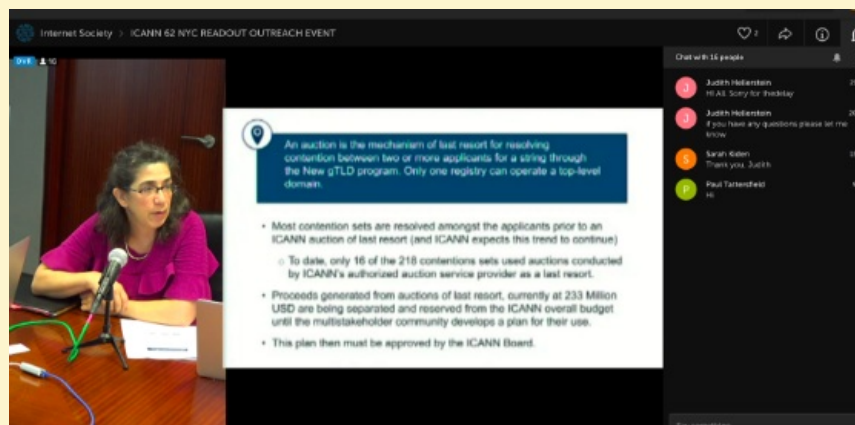 Internet Society > ICANN 62 NYC READOUT OUTREACH EVENT
2
DVR
Chat with 16 people
An auction is the mechanism of last resort for resolving
contention between two or more applicants for a string through
the New gTLD program. Only one registry can operate a top-level
domain.
• Most contention sets are resolved amongst the applicants prior to an
ICANN auction of last resort (and ICANN expects this trend to continue)
○ To date, only 16 of the 218 contentions sets used auctions conducted
by ICANN's authorized auction service provider as a last resort.
• Proceeds generated from auctions of last resort, currently at 233 Million
USD are being separated and reserved from the ICANN overall budget
until the multistakeholder community develops a plan for their use.
• This plan then must be approved by the ICANN Board.
J
Judith Hellerstein
Hi All. Sorry for thedelay
J
Judith Hellerstein
if you have any questions please let me
know
S
Sarah Kiden
Thank you, Judith
P
Paul Tattersfield
Hi